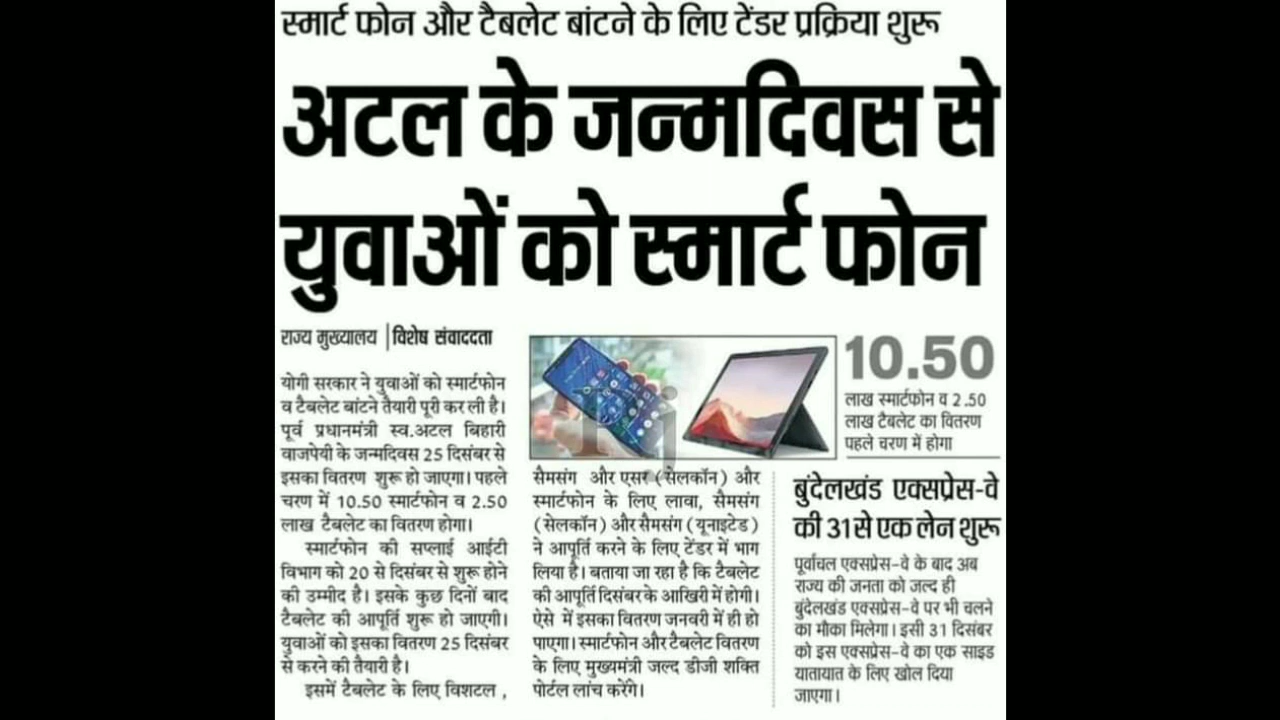 स्मार्ट फोन और टैबलेट बांटने के लिए टेंडर प्रक्रिया शुरू
अटल के जन्मदिवस से
युवाओं को स्मार्ट फोन
राज्य मुख्यालय | विशेष संवाददता
योगी सरकार ने युवाओं को स्मार्टफोन
व टैबलेट बांटने तैयारी पूरी कर ली है।
पूर्व प्रधानमंत्री स्व.अटल बिहारी
वाजपेयी के जन्मदिवस 25 दिसंबर से
इसका वितरण शुरू हो जाएगा। पहले
चरण में 10.50 स्मार्टफोन व 2.50
लाख टैबलेट का वितरण होगा।
स्मार्टफोन की सप्लाई आईटी
विभाग को 20 से दिसंबर से शुरू होने
की उम्मीद है। इसके कुछ दिनों बाद
टैबलेट की आपूर्ति शुरू हो जाएगी।
युवाओं को इसका वितरण 25 दिसंबर
से करने की तैयारी है।
इसमें टैबलेट के लिए विशटल ,
सैमसंग और एसर (सेलकॉन) और
स्मार्टफोन के लिए लावा, सैमसंग
(सेलकॉन) और सैमसंग (यूनाइटेड)
ने आपूर्ति करने के लिए टेंडर में भाग
लिया है। बताया जा रहा है कि टैबलेट
की आपूर्ति दिसंबर के आखिरी में होगी।
ऐसे में इसका वितरण जनवरी में ही हो
पाएगा। स्मार्टफोन और टैबलेट वितरण
के लिए मुख्यमंत्री जल्द डीजी शक्ति
पोर्टल लांच करेंगे।
10.50
लाख स्मार्टफोन व 2.50
लाख टैबलेट का वितरण
पहले चरण में होगा
बुंदेलखंड एक्सप्रेस-वे
की 31 से एक लेन शुरू
पूर्वांचल एक्सप्रेस-वे के बाद अब
राज्य की जनता को जल्द ही
बुंदेलखंड एक्सप्रेस-वे पर भी चलने
का मौका मिलेगा। इसी 31 दिसंबर
को इस एक्सप्रेस-वे का एक साइड
यातायात के लिए खोल दिया
जाएगा।